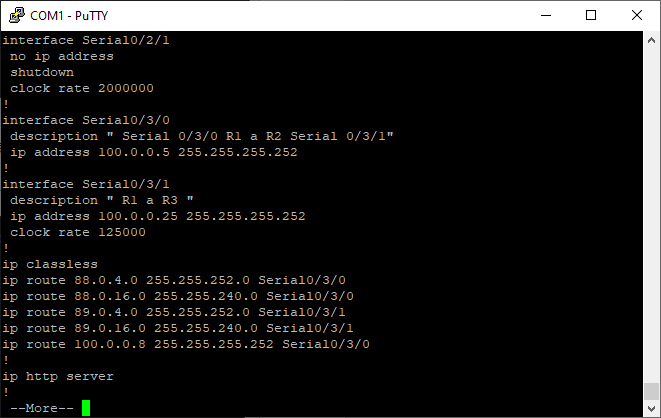 COM1 - PuTTY
interface Serial0/2/1
 no ip address
 shutdown
 clock rate 2000000
!
interface Serial0/3/0
 description " Serial 0/3/0 R1 a R2 Serial 0/3/1"
 ip address 100.0.0.5 255.255.255.252
!
interface Serial0/3/1
 description " R1 a R3 "
 ip address 100.0.0.25 255.255.255.252
 clock rate 125000
!
ip classless
ip route 88.0.4.0 255.255.252.0 Serial0/3/0
ip route 88.0.16.0 255.255.240.0 Serial0/3/0
ip route 89.0.4.0 255.255.252.0 Serial0/3/1
ip route 89.0.16.0 255.255.240.0 Serial0/3/1
ip route 100.0.0.8 255.255.255.252 Serial0/3/0
!
ip http server
!
 --More--